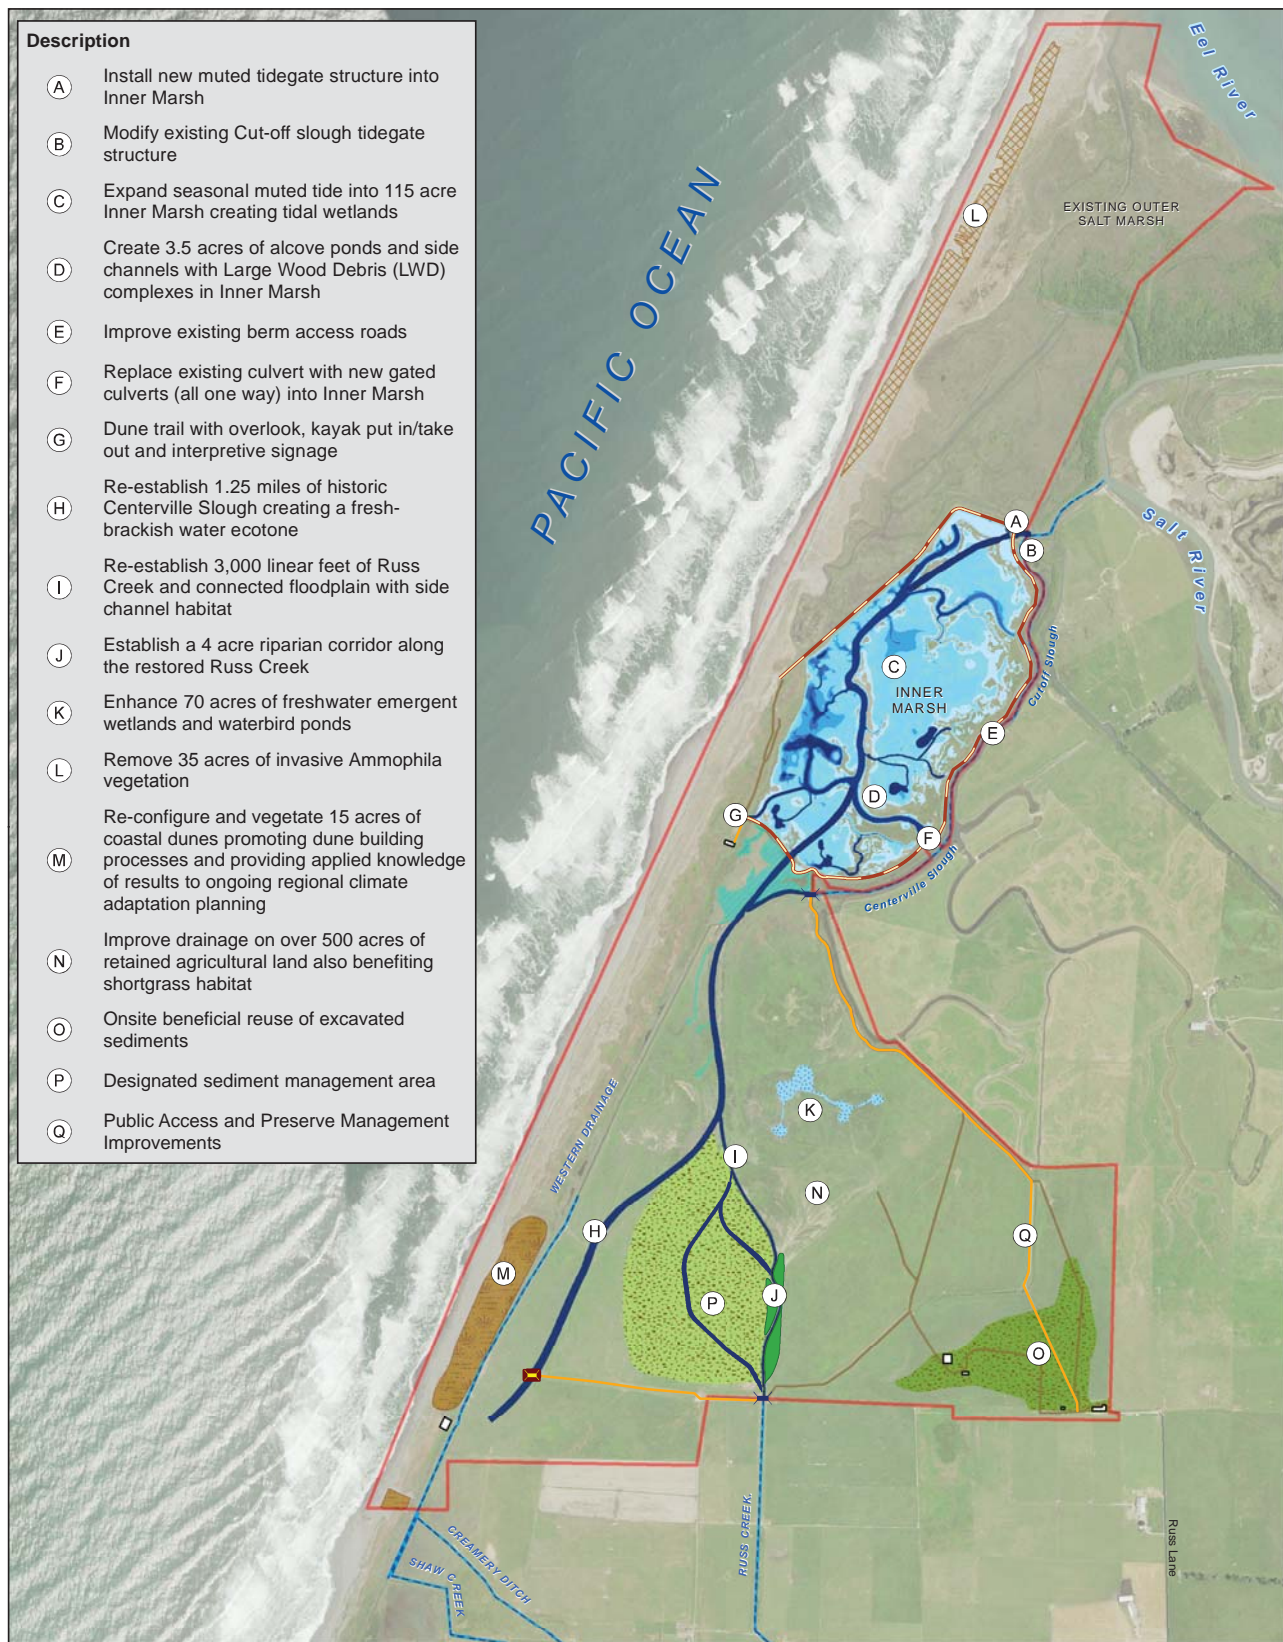 Description
A
Install new muted tidegate structure into
Inner Marsh
B
Modify existing Cut-off slough tidegate
structure
C
Expand seasonal muted tide into 115 acre
Inner Marsh creating tidal wetlands
D
Create 3.5 acres of alcove ponds and side
channels with Large Wood Debris (LWD)
complexes in Inner Marsh
E
Improve existing berm access roads
F
Replace existing culvert with new gated
culverts (all one way) into Inner Marsh
G
Dune trail with overlook, kayak put in/take
out and interpretive signage
H
Re-establish 1.25 miles of historic
Centerville Slough creating a fresh-
brackish water ecotone
I
Re-establish 3,000 linear feet of Russ
Creek and connected floodplain with side
channel habitat
J
Establish a 4 acre riparian corridor along
the restored Russ Creek
K
Enhance 70 acres of freshwater emergent
wetlands and waterbird ponds
L
Remove 35 acres of invasive Ammophila
vegetation
M
Re-configure and vegetate 15 acres of
coastal dunes promoting dune building
processes and providing applied knowledge
of results to ongoing regional climate
adaptation planning
N
Improve drainage on over 500 acres of
retained agricultural land also benefiting
shortgrass habitat
O
Onsite beneficial reuse of excavated
sediments
P
Designated sediment management area
Q
Public Access and Preserve Management
Improvements
Eel River
PACIFIC OCEAN
L
EXISTING OUTER
SALT MARSH
Salt River
A
B
C
INNER
MARSH
Cutoff Slough
E
D
G
F
Centerville Slough
K
WESTERN DRAINAGE
I
N
H
Q
M
J
P
O
CREAMERY DITCH
SHAW CREEK
RUSS CREEK.
Russ Lane